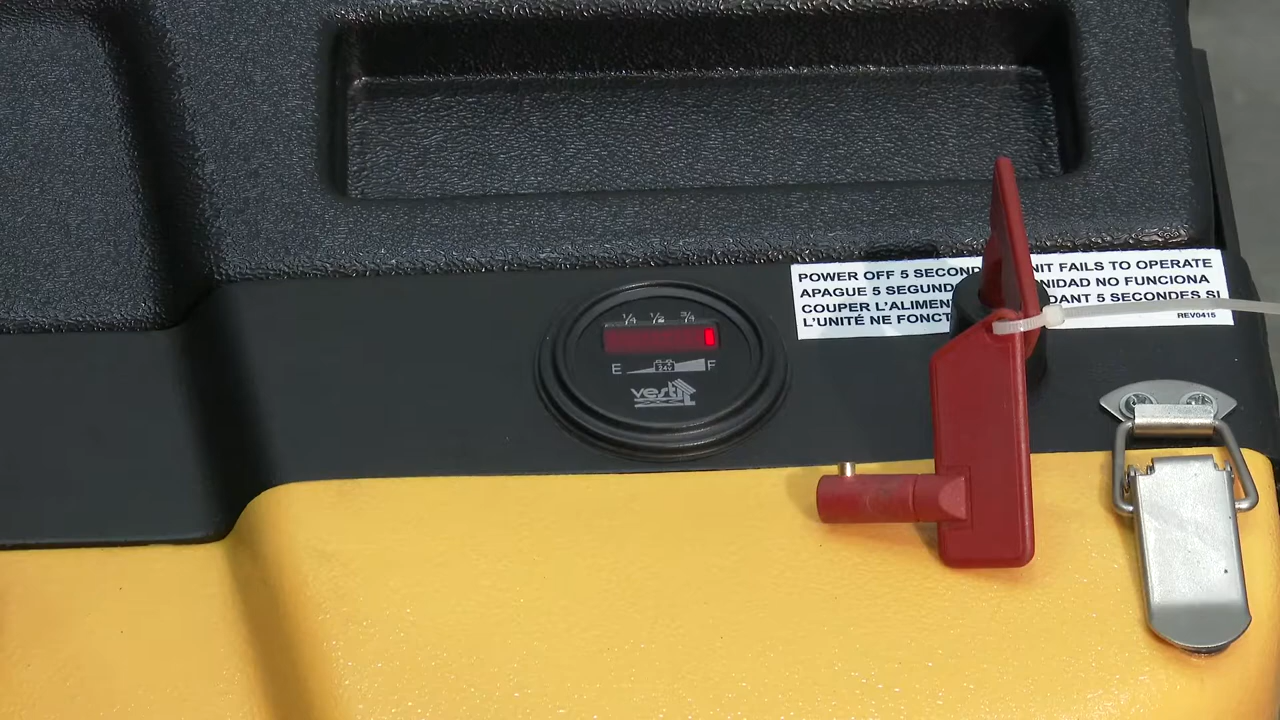 POWER OFF 5 SECOND NIT FAILS TO OPERATE
APAGUE 5 SEGUND NIDAD NO FUNCIONA
COUPER L'ALIMEN DANT 5 SECONDES SI
L'UNITÉ NE FONCT
REV0415
1/4 1/2 3/4
E 24V F
vestil